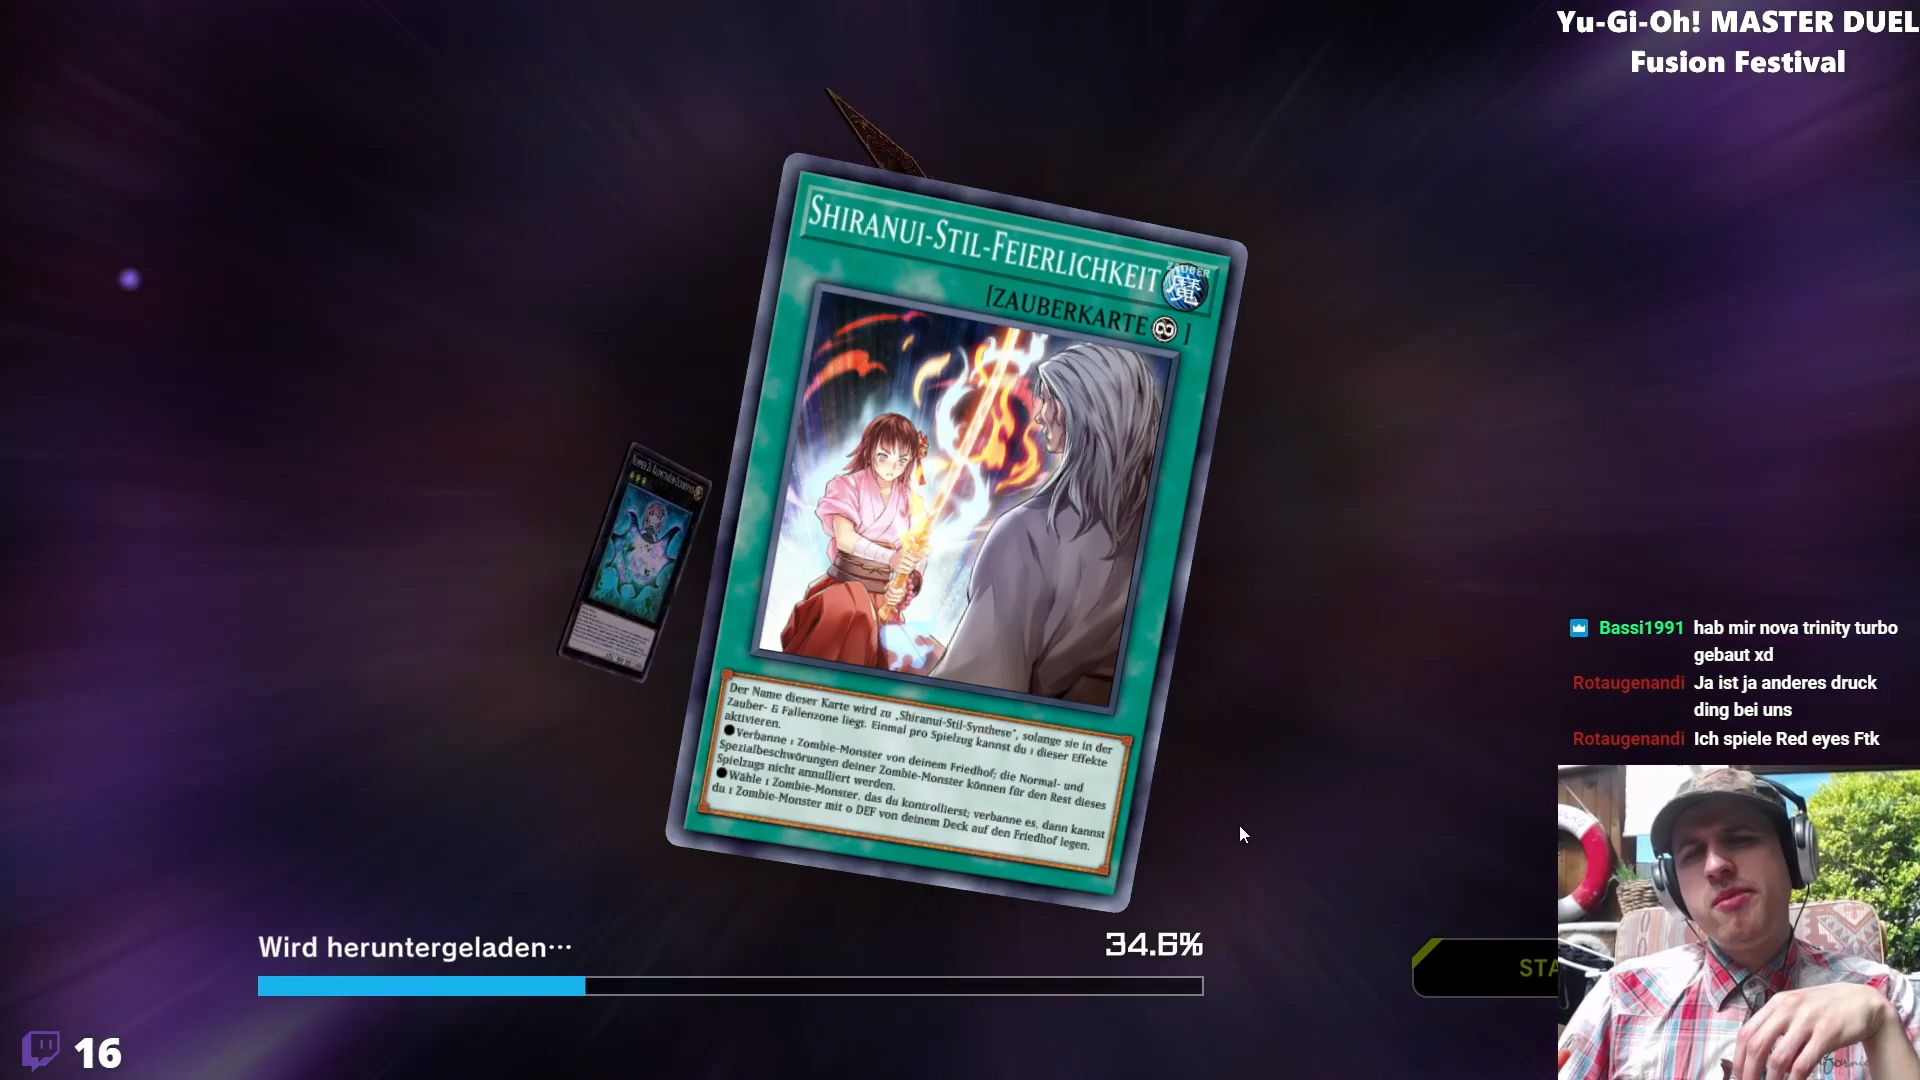 Yu-Gi-Oh! MASTER DUEL
Fusion Festival
SHIRANUI-STIL-FEIERLICHKEIT
ZAUBER
魔
[ZAUBERKARTE ]
Der Name dieser Karte wird zu „Shiranui-Stil-Synthese“, solange sie in der
Zauber- & Fallenzone liegt. Einmal pro Spielzug kannst du 1 dieser Effekte
aktivieren.
●Verbanne 1 Zombie-Monster von deinem Friedhof; die Normal- und
Spezialbeschwörungen deiner Zombie-Monster können für den Rest dieses
Spielzugs nicht annulliert werden.
●Wähle 1 Zombie-Monster, das du kontrollierst; verbanne es, dann kannst
du 1 Zombie-Monster mit 0 DEF von deinem Deck auf den Friedhof legen.
Bassi1991 hab mir nova trinity turbo
gebaut xd
Rotaugenandi Ja ist ja anderes druck
ding bei uns
Rotaugenandi Ich spiele Red eyes Ftk
Wird heruntergeladen…
34.6%
STA
16